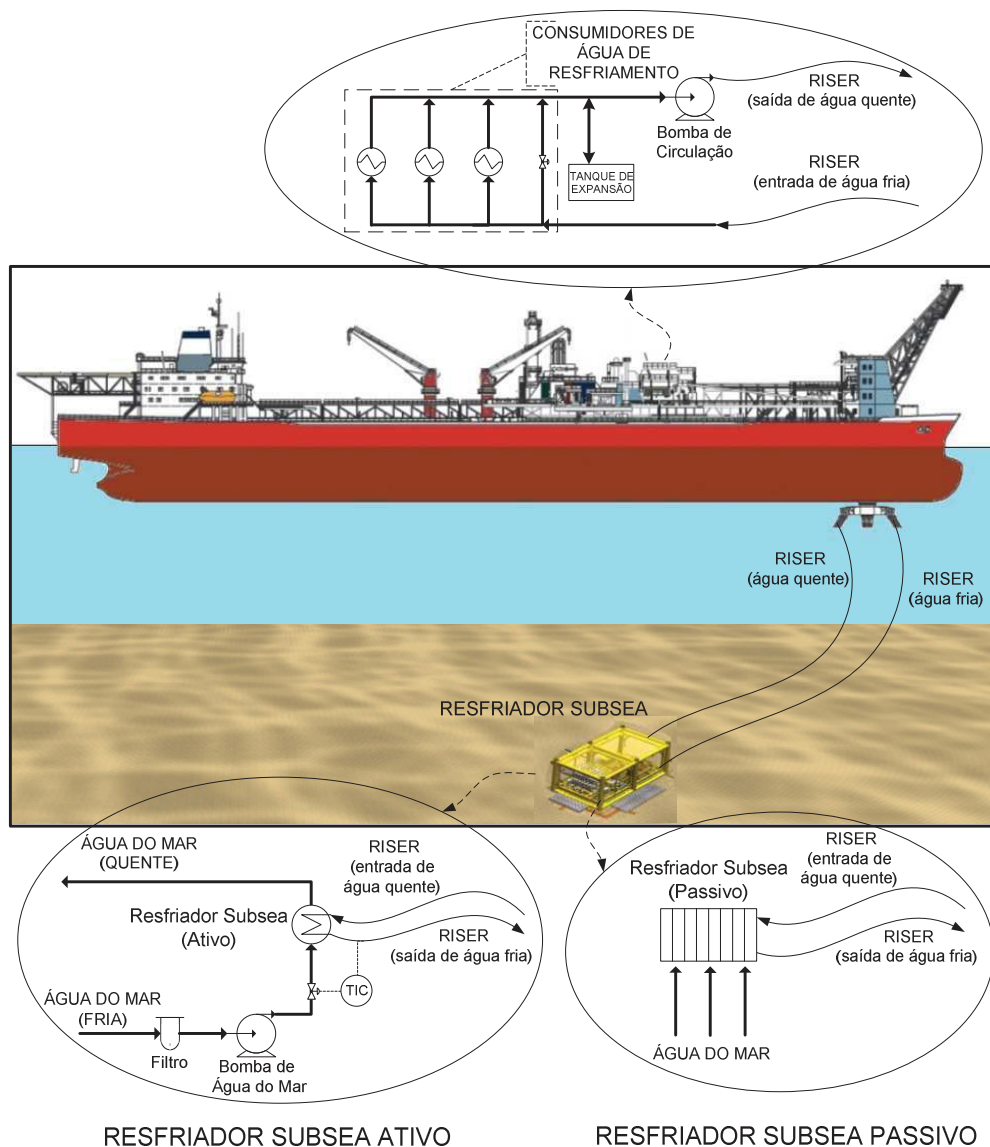 CONSUMIDORES DE
ÁGUA DE
RESFRIAMENTO
RISER
(saída de água quente)
Bomba de
Circulação
RISER
(entrada de água fria)
TANQUE DE
EXPANSÃO
RISER
(água quente)
RISER
(água fria)
RESFRIADOR SUBSEA
ÁGUA DO MAR
(QUENTE)
RISER
(entrada de
água quente)
Resfriador Subsea
(Ativo)
RISER
(saída de água fria)
TIC
ÁGUA DO MAR
(FRIA)
Filtro
Bomba de
Água do Mar
RISER
(entrada de
água quente)
Resfriador Subsea
(Passivo)
RISER
(saída de água fria)
ÁGUA DO MAR
RESFRIADOR SUBSEA ATIVO
RESFRIADOR SUBSEA PASSIVO